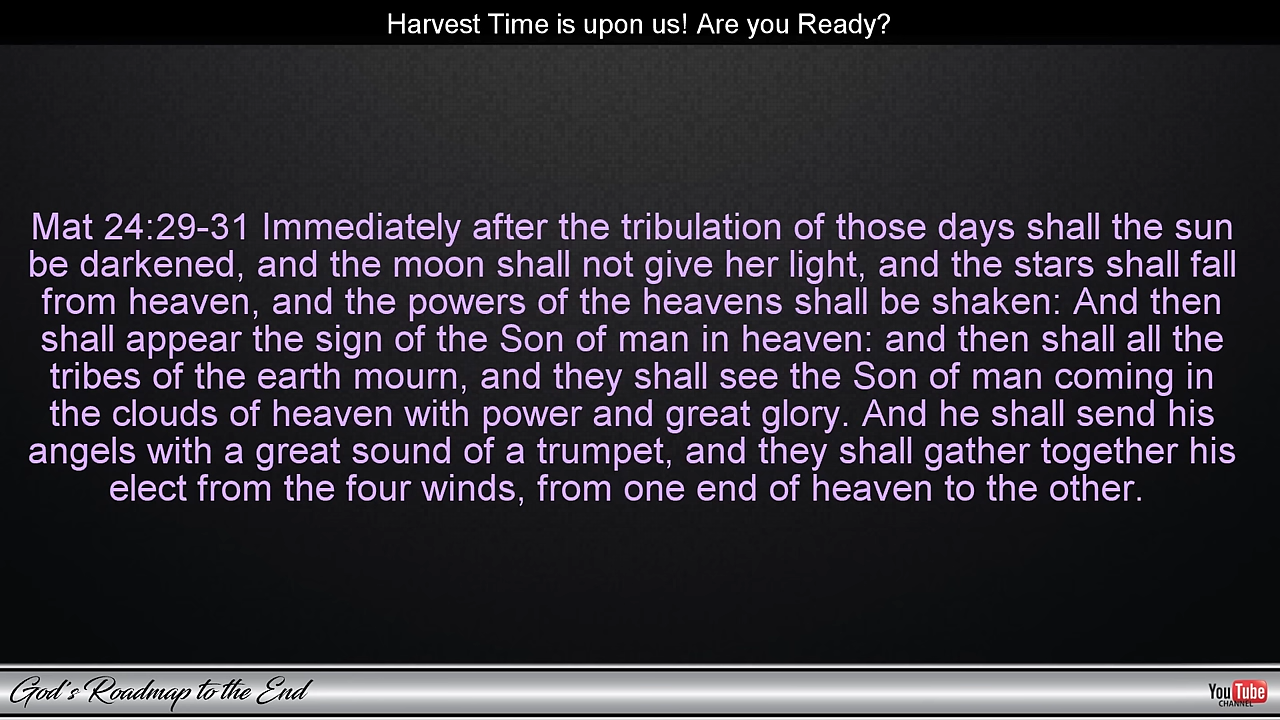 Harvest Time is upon us! Are you Ready?
Mat 24:29-31 Immediately after the tribulation of those days shall the sun
be darkened, and the moon shall not give her light, and the stars shall fall
from heaven, and the powers of the heavens shall be shaken: And then
shall appear the sign of the Son of man in heaven: and then shall all the
tribes of the earth mourn, and they shall see the Son of man coming in
the clouds of heaven with power and great glory. And he shall send his
angels with a great sound of a trumpet, and they shall gather together his
elect from the four winds, from one end of heaven to the other.
God's Roadmap to the End
YouTube
CHANNEL